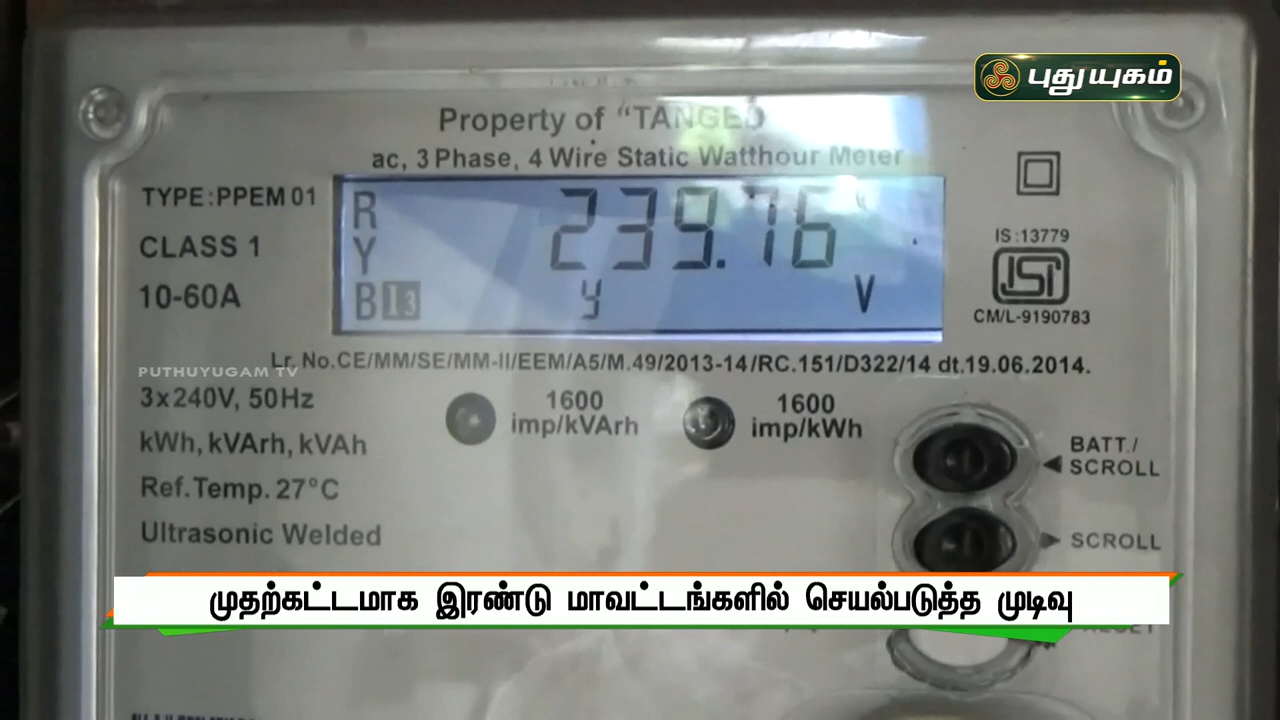 புதுயுகம்
Property of "TANGED
ac, 3 Phase, 4 Wire Static Watthour Meter
TYPE:PPEM 01
CLASS 1
10-60A
R
Y
B 13
239.76
y V
IS:13779
ISI
CM/L-9190783
Lr. No.CE/MM/SE/MM-II/EEM/A5/M.49/2013-14/RC.151/D322/14 dt.19.06.2014.
PUTHUYUGAM TV
3x240V, 50Hz
kWh, kVArh, kVAh
Ref.Temp. 27°C
Ultrasonic Welded
1600
imp/kVArh
1600
imp/kWh
BATT./
SCROLL
SCROLL
முதற்கட்டமாக இரண்டு மாவட்டங்களில் செயல்படுத்த முடிவு